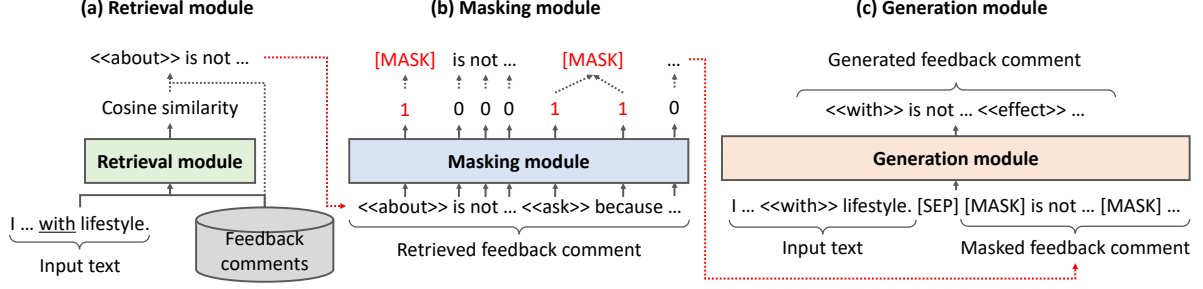 (a) Retrieval module
<<about>> is not ...
Cosine similarity
Retrieval module
I ... with lifestyle.
Input text
Feedback
comments
(b) Masking module
[MASK] is not ... [MASK] ...
1 0 0 0 1 1 0
Masking module
<<about>> is not ... <<ask>> because ...
Retrieved feedback comment
(c) Generation module
Generated feedback comment
<<with>> is not ... <<effect>> ...
Generation module
I ... <<with>> lifestyle. [SEP] [MASK] is not ... [MASK] ...
Input text
Masked feedback comment